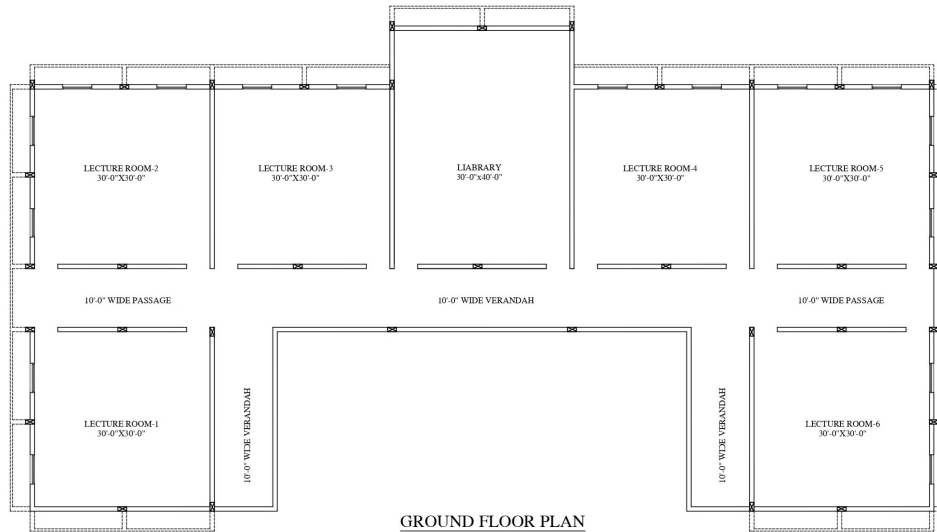 LECTURE ROOM-2
30'-0"X30'-0"
LECTURE ROOM-3
30'-0"X30'-0"
LIABRARY
30'-0"x40'-0"
LECTURE ROOM-4
30'-0"X30'-0"
LECTURE ROOM-5
30'-0"X30'-0"
10'-0" WIDE PASSAGE
10'-0" WIDE VERANDAH
10'-0" WIDE PASSAGE
LECTURE ROOM-1
30'-0"X30'-0"
10'-0" WIDE VERANDAH
10'-0" WIDE VERANDAH
LECTURE ROOM-6
30'-0"X30'-0"
GROUND FLOOR PLAN